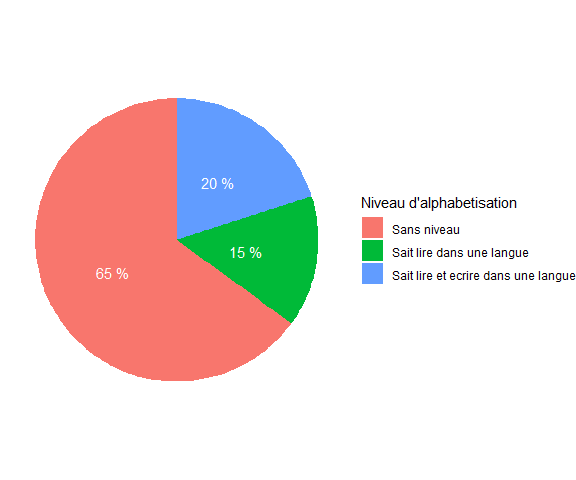 20 %
15 %
65 %
Niveau d'alphabetisation
Sans niveau
Sait lire dans une langue
Sait lire et ecrire dans une langue